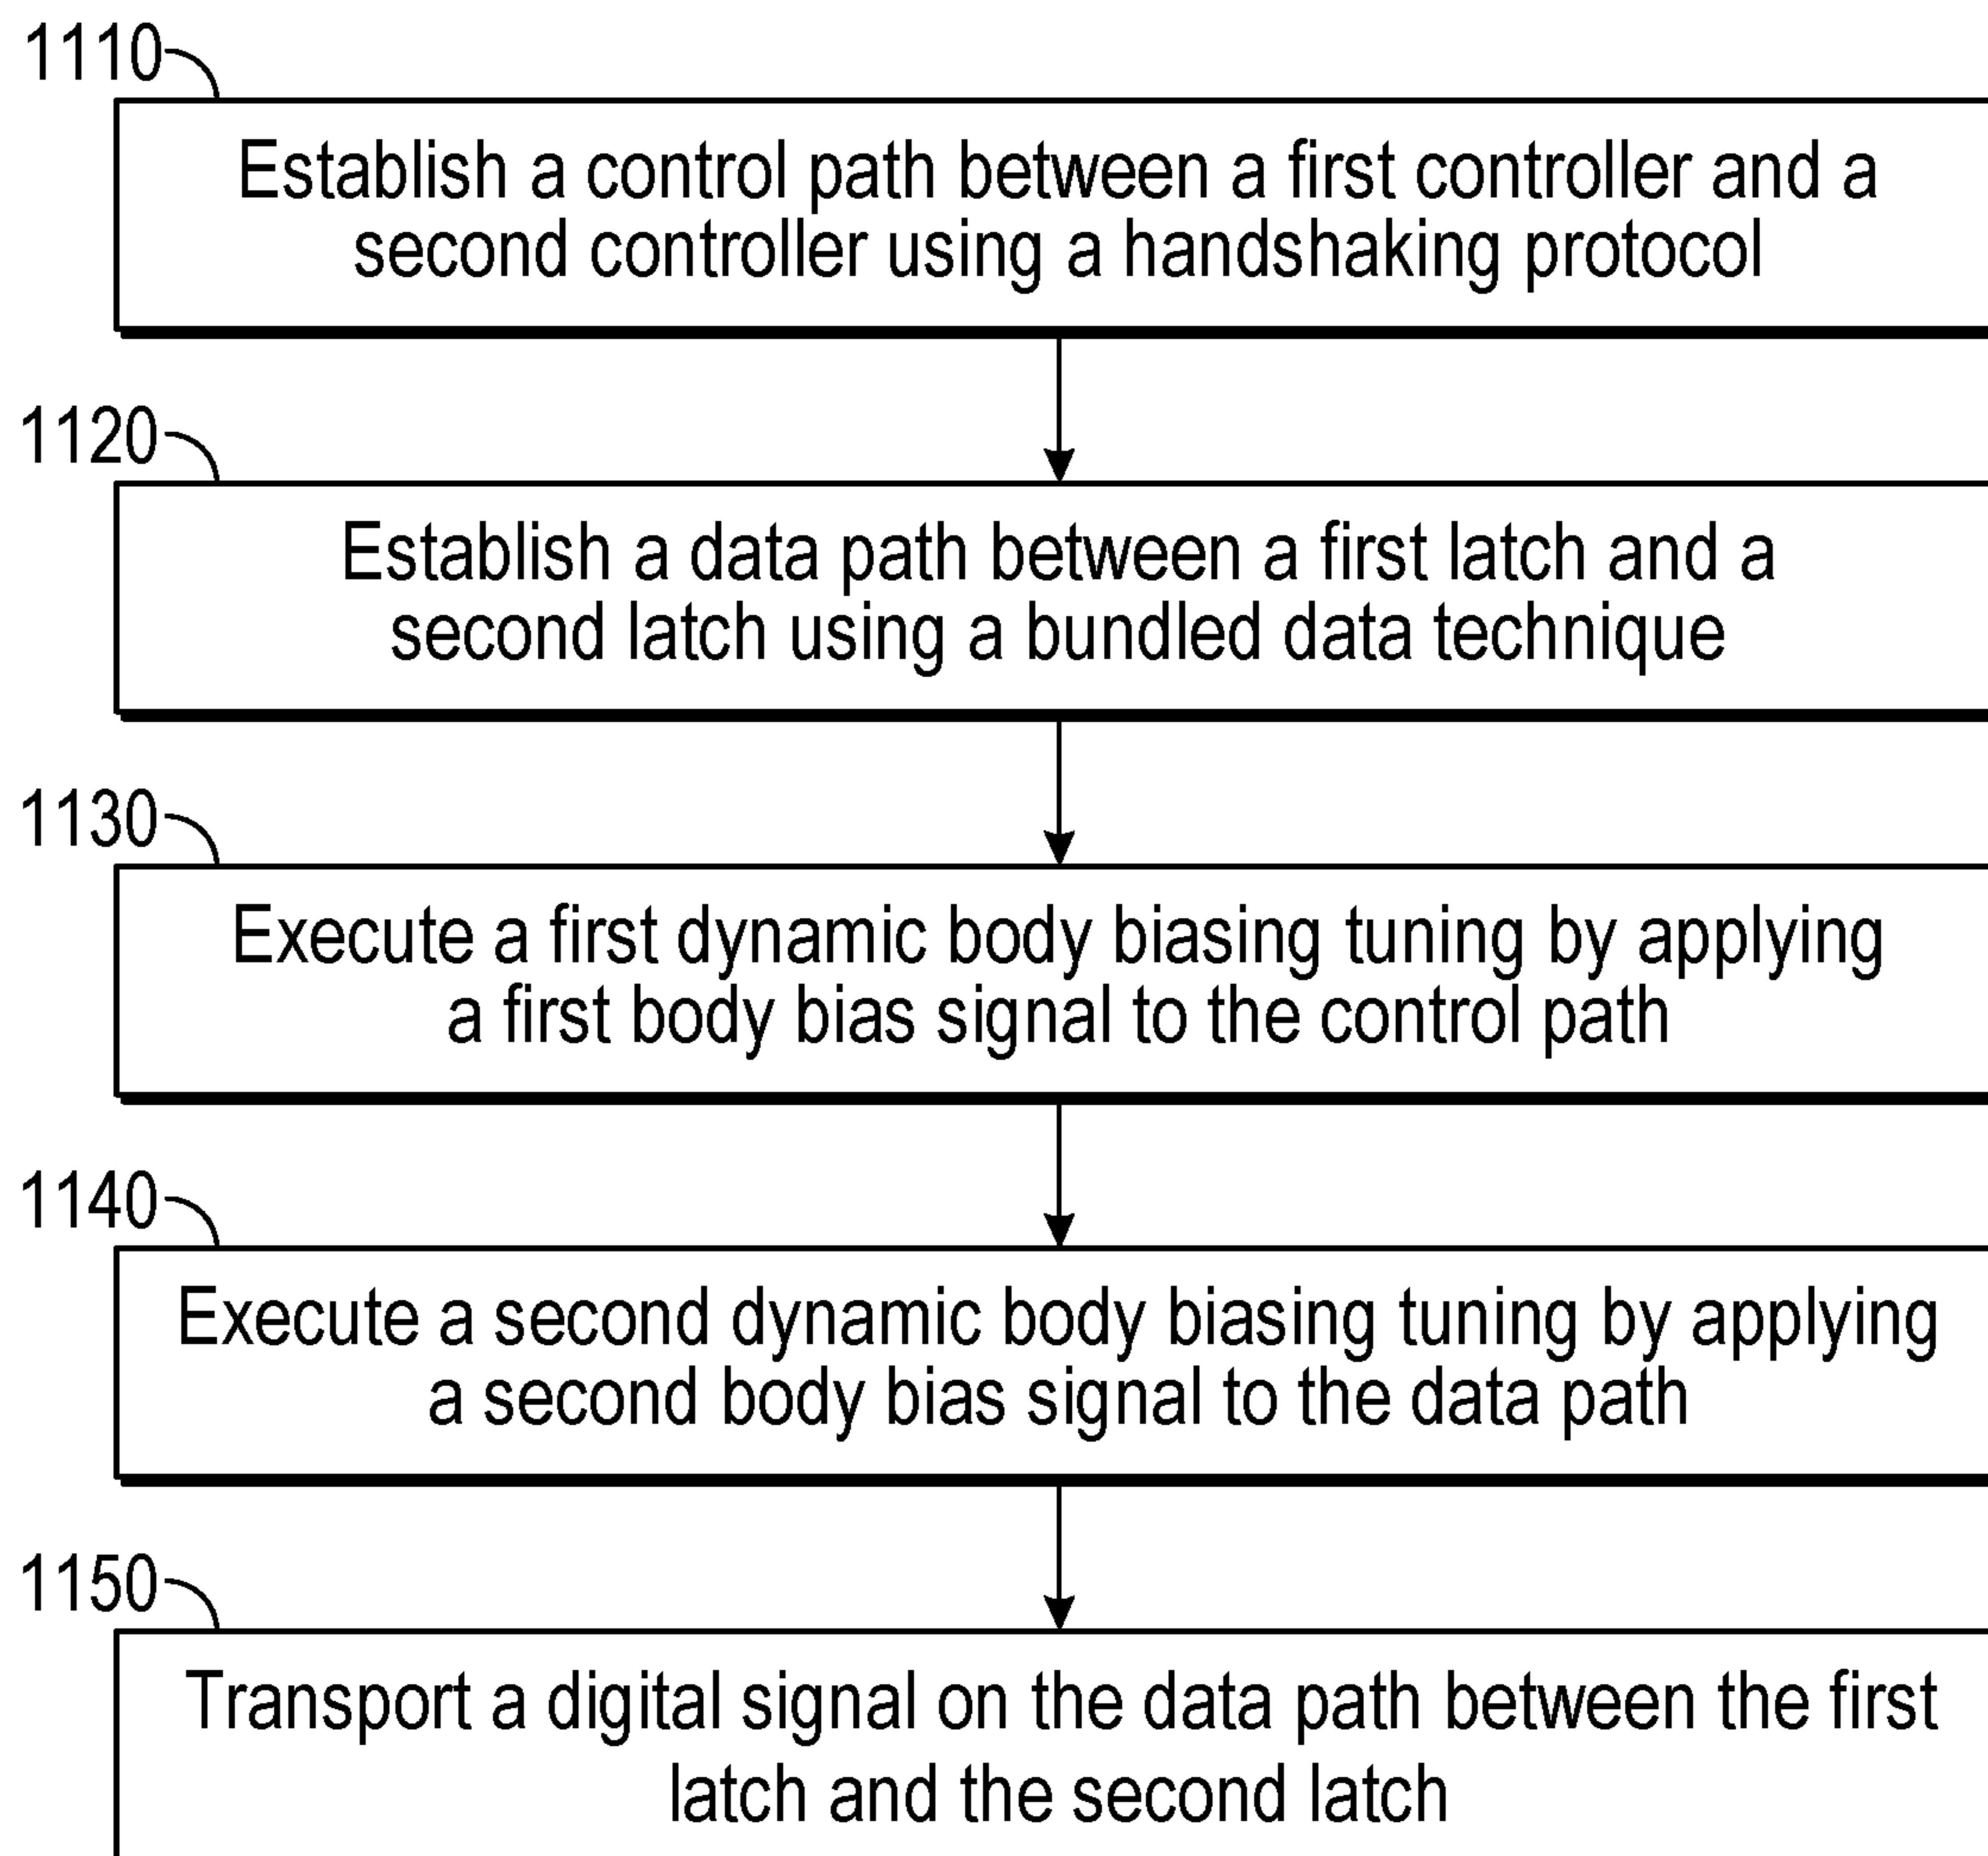 1110
Establish a control path between a first controller and a
second controller using a handshaking protocol
1120
Establish a data path between a first latch and a
second latch using a bundled data technique
1130
Execute a first dynamic body biasing tuning by applying
a first body bias signal to the control path
1140
Execute a second dynamic body biasing tuning by applying
a second body bias signal to the data path
1150
Transport a digital signal on the data path between the first
latch and the second latch